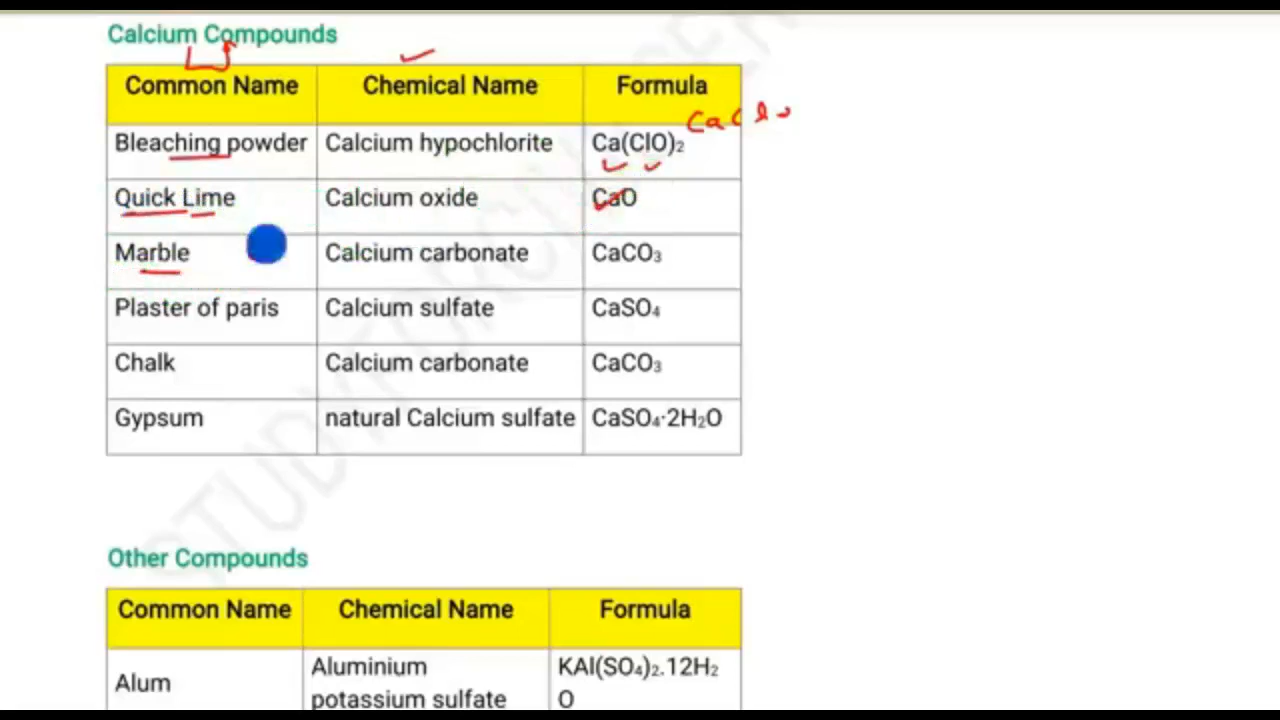 Calcium Compounds
Common Name Chemical Name Formula
CaCl
Bleaching powder Calcium hypochlorite Ca(ClO)₂
Quick Lime Calcium oxide CaO
Marble Calcium carbonate CaCO₃
Plaster of paris Calcium sulfate CaSO₄
Chalk Calcium carbonate CaCO₃
Gypsum natural Calcium sulfate CaSO₄·2H₂O
Other Compounds
Common Name Chemical Name Formula
Alum Aluminium potassium sulfate KAl(SO₄)₂.12H₂O